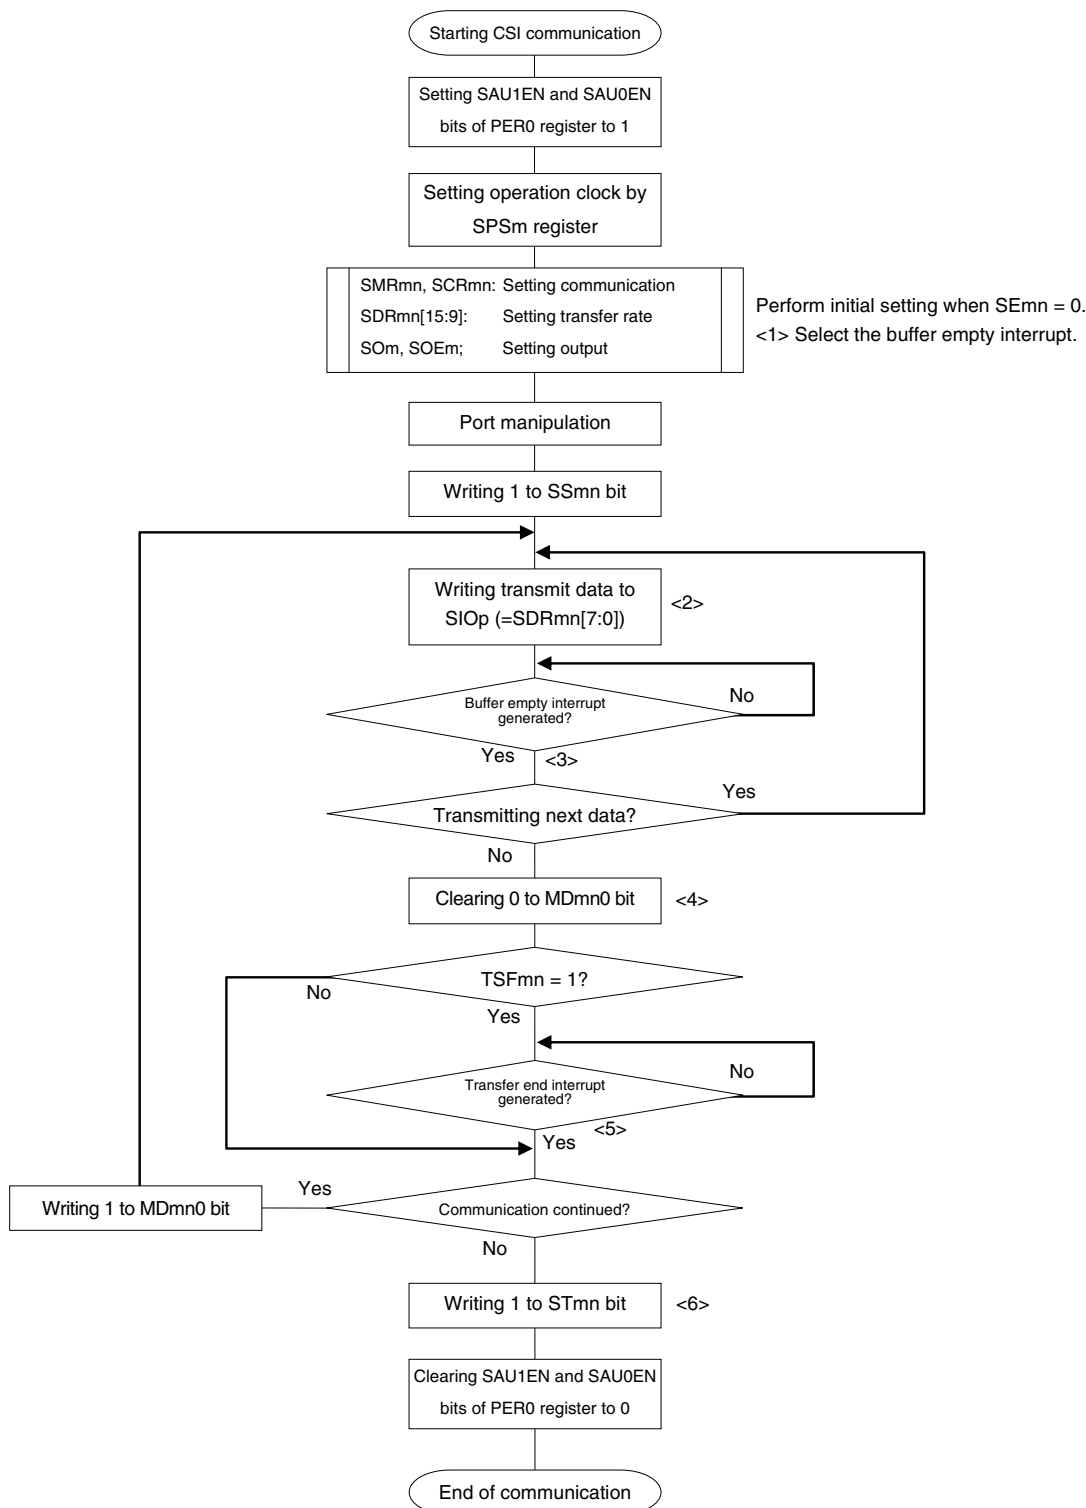 Starting CSI communication
Setting SAU1EN and SAU0EN
bits of PER0 register to 1
Setting operation clock by
SPSm register
SMRmn, SCRmn: Setting communication
SDRmn[15:9]: Setting transfer rate
SOm, SOEm; Setting output
Perform initial setting when SEmn = 0.
<1> Select the buffer empty interrupt.
Port manipulation
Writing 1 to SSmn bit
Writing transmit data to
SIOp (=SDRmn[7:0])
<2>
Buffer empty interrupt
generated?
No
Yes
<3>
Transmitting next data?
Yes
No
Clearing 0 to MDmn0 bit
<4>
TSFmn = 1?
No
Yes
Transfer end interrupt
generated?
No
<5>
Yes
Communication continued?
Yes
Writing 1 to MDmn0 bit
No
Writing 1 to STmn bit
<6>
Clearing SAU1EN and SAU0EN
bits of PER0 register to 0
End of communication